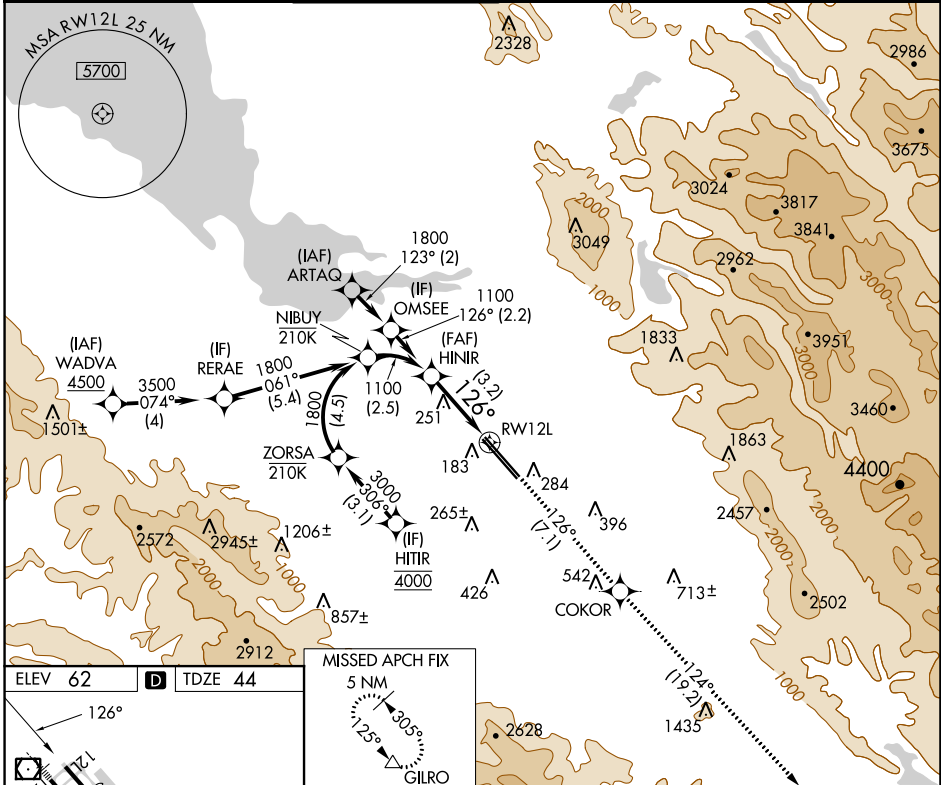 MSA RW12L 25 NM
5700
2328
2986
3675
3024
3817
3841
2000
3049
1000
2962
3000
3951
3000
1833
3460
1863
4400
2457
2000
2000
2502
1000
(IAF)
ARTAQ
1800
123° (2)
(IF)
OMSEE
1100
126° (2.2)
NIBUY
210K
(FAF)
HINIR
(IAF)
WADVA
4500
(IF)
RERAE
3500
074°
(4)
1800
061°
(5.4)
1100
(2.5)
(3.2)
126°
251
RW12L
183
284
1501±
1800
(4.5)
ZORSA
210K
3000
306°
(3.1)
(IF)
HITIR
4000
265±
396
126°
(7.1)
426
542
COKOR
713±
2572
2945±
1206±
2000
1000
857±
2912
124°
(19.2)
1435
2628
ELEV 62
D
TDZE 44
126°
12L
MISSED APCH FIX
5 NM
305°
125°
GILRO